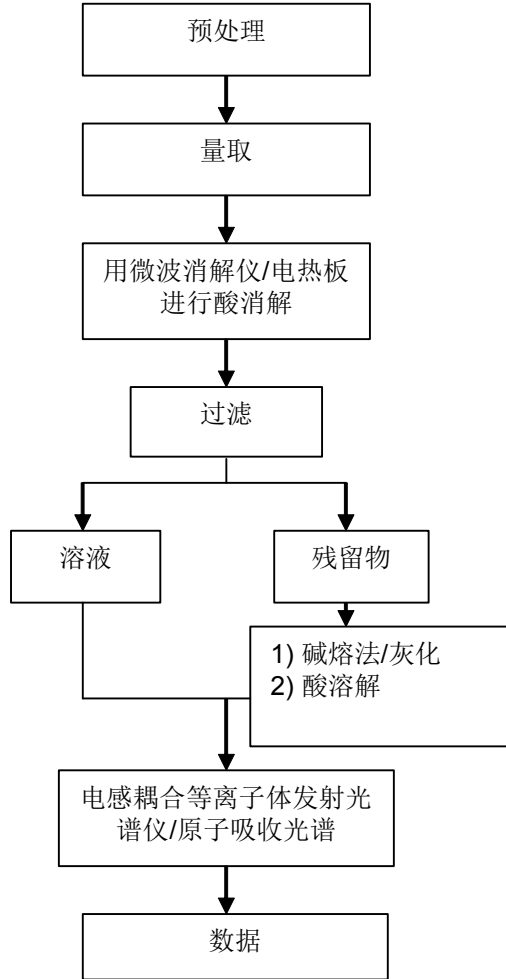 预处理
量取
用微波消解仪/电热板
进行酸消解
过滤
溶液
残留物
1) 碱熔法/灰化
2) 酸溶解
电感耦合等离子体发射光
谱仪/原子吸收光谱
数据